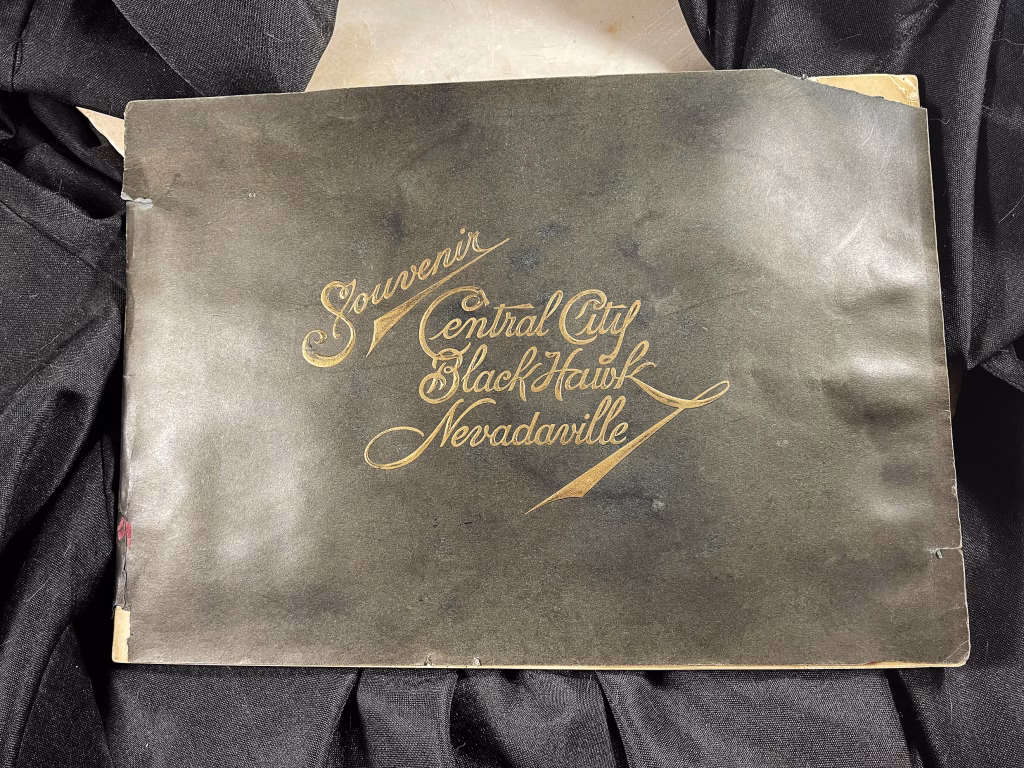 Souvenir
Central City
Black Hawk
Nevadaville